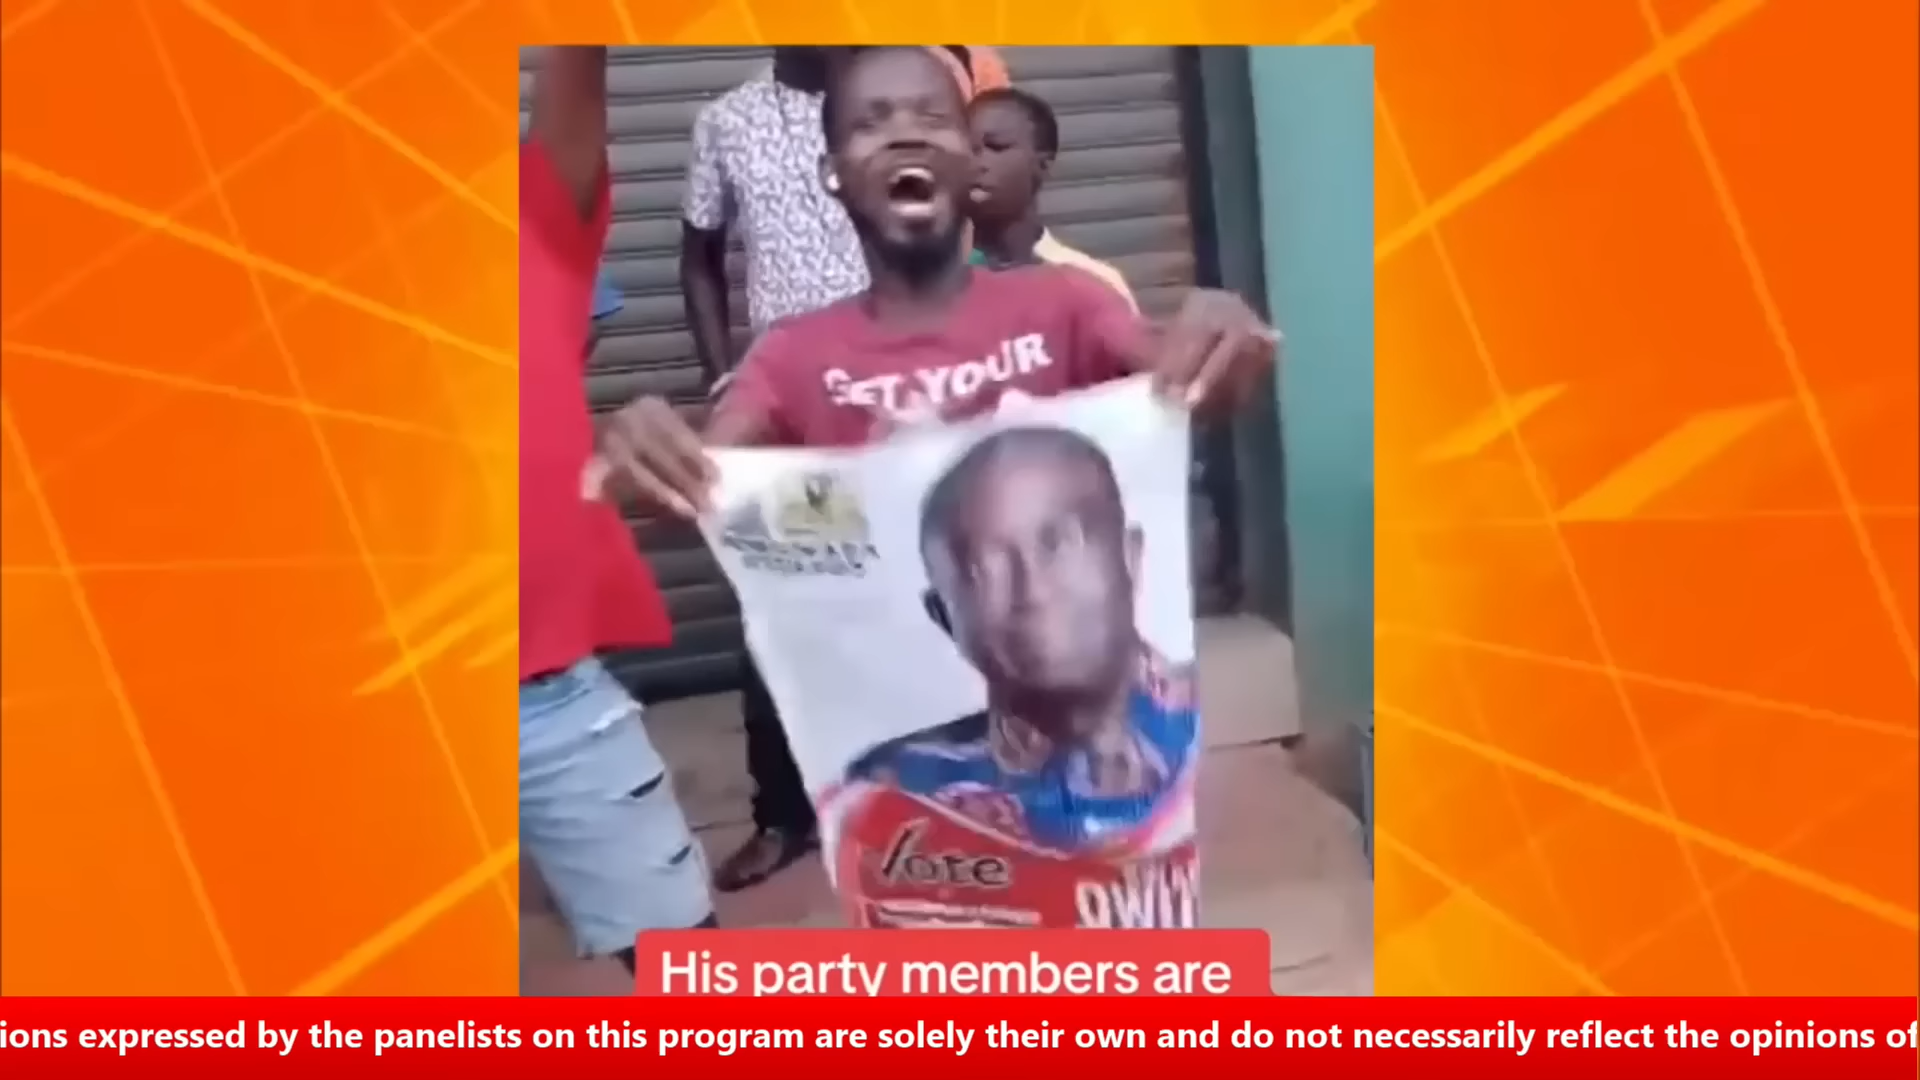 GET YOUR
Vote
His party members are
ions expressed by the panelists on this program are solely their own and do not necessarily reflect the opinions of